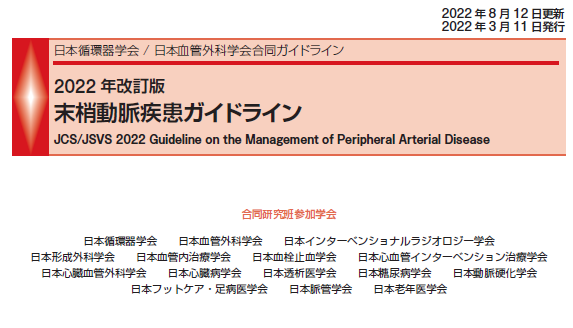 2022 年 8 月 12 日更新
2022 年 3 月 11 日発行
日本循環器学会 / 日本血管外科学会合同ガイドライン
2022 年改訂版
末梢動脈疾患ガイドライン
JCS/JSVS 2022 Guideline on the Management of Peripheral Arterial Disease
合同研究班参加学会
日本循環器学会　日本血管外科学会　日本インターベンショナルラジオロジー学会
日本形成外科学会　日本血管内治療学会　日本血栓止血学会　日本心血管インターベンション治療学会
日本心臓血管外科学会　日本心臓病学会　日本透析医学会　日本糖尿病学会　日本動脈硬化学会
日本フットケア・足病医学会　日本脈管学会　日本老年医学会